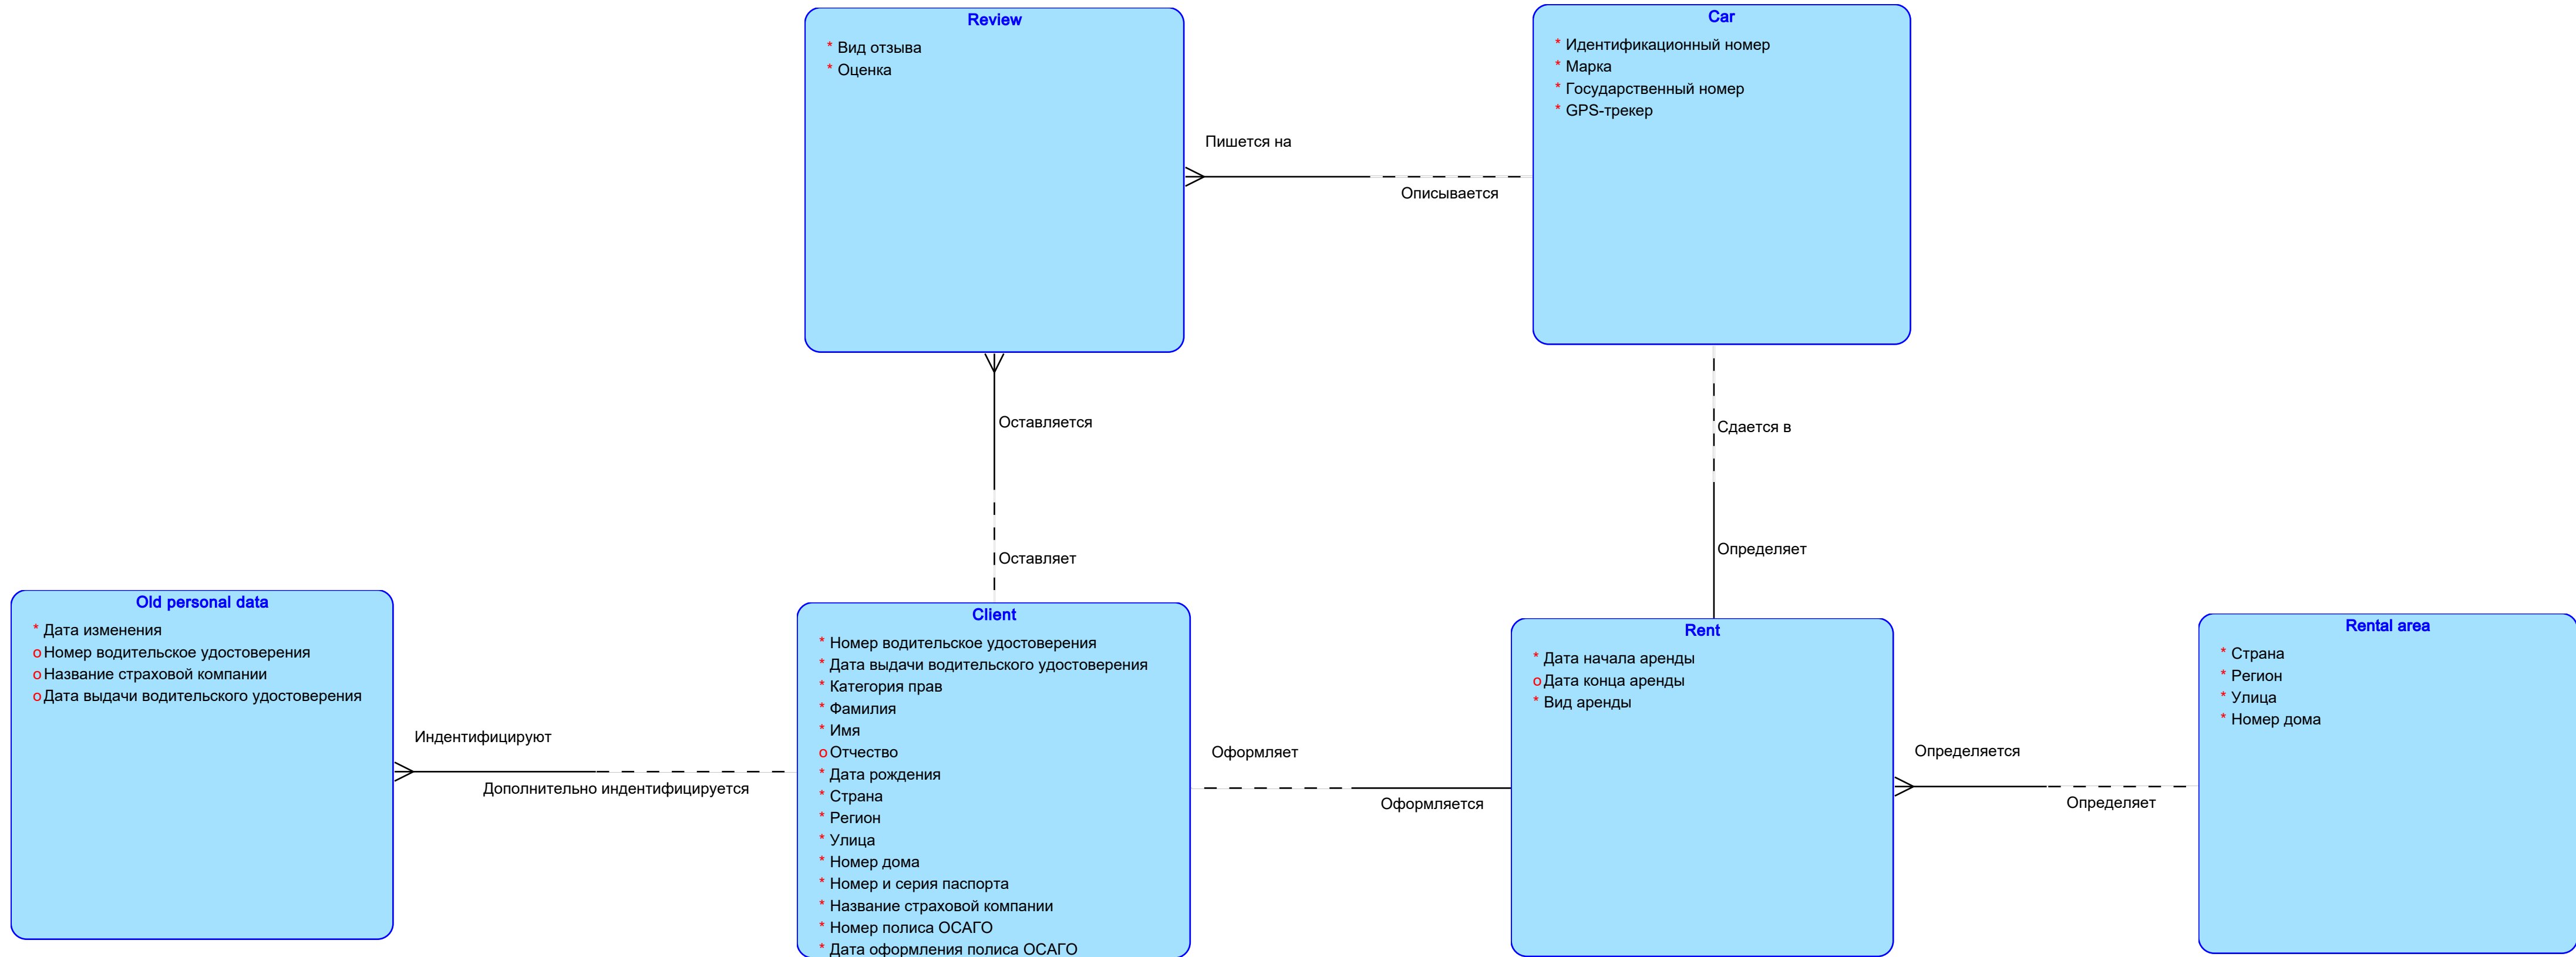 Review
* Вид отзыва
* Оценка
Car
* Идентификационный номер
* Марка
* Государственный номер
* GPS-трекер
Пишется на
Описывается
Оставляется
Оставляет
Сдается в
Определяет
Old personal data
* Дата изменения
o Номер водительское удостоверения
o Название страховой компании
o Дата выдачи водительского удостоверения
Индентифицируют
Дополнительно индентифицируется
Client
* Номер водительское удостоверения
* Дата выдачи водительского удостоверения
* Категория прав
* Фамилия
* Имя
o Отчество
* Дата рождения
* Страна
* Регион
* Улица
* Номер дома
* Номер и серия паспорта
* Название страховой компании
* Номер полиса ОСАГО
* Дата оформления полиса ОСАГО
Оформляет
Оформляется
Rent
* Дата начала аренды
o Дата конца аренды
* Вид аренды
Определяется
Определяет
Rental area
* Страна
* Регион
* Улица
* Номер дома